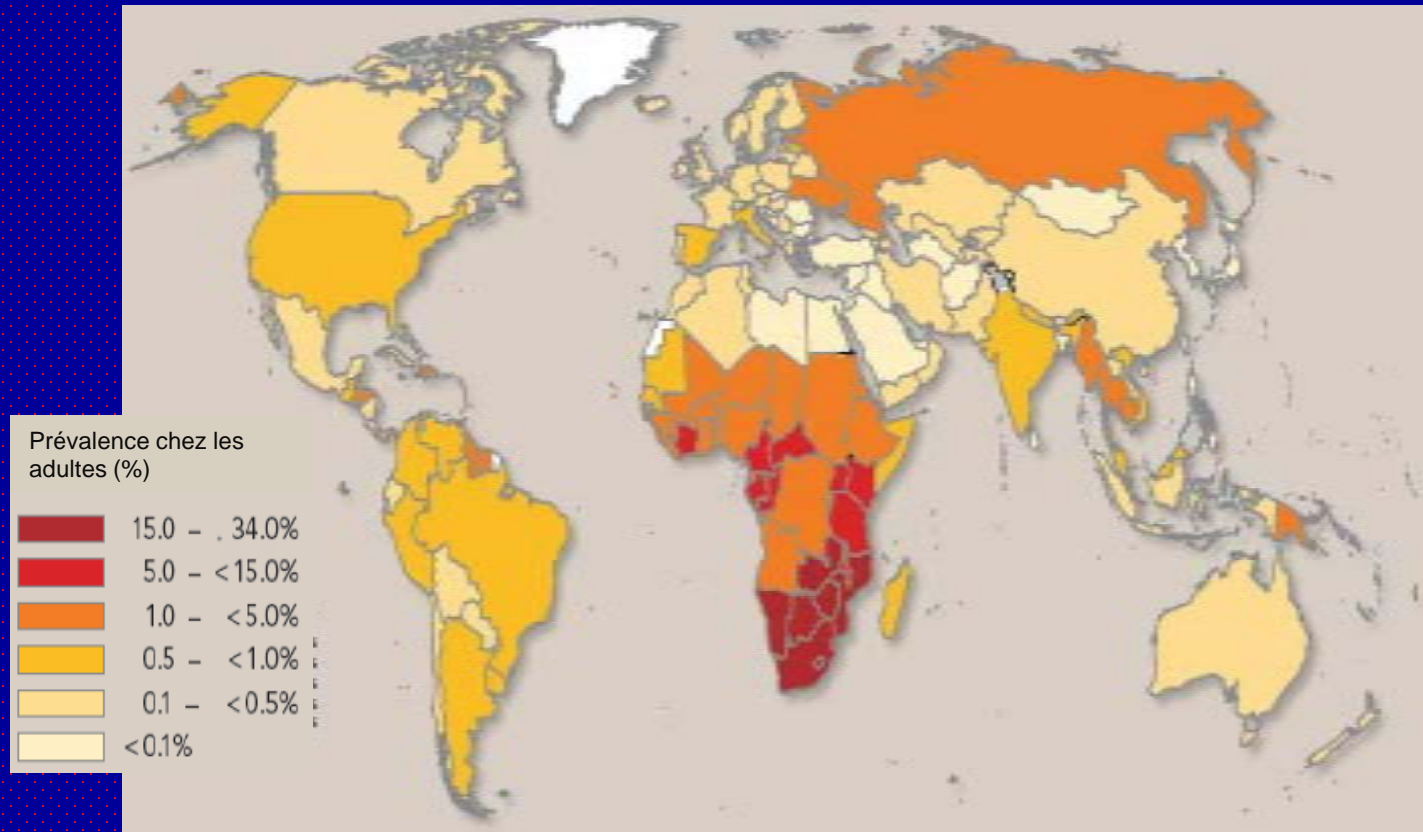 Prévalence chez les
adultes (%)
15.0 – . 34.0%
5.0 – <15.0%
1.0 – <5.0%
0.5 – <1.0%
0.1 – <0.5%
<0.1%